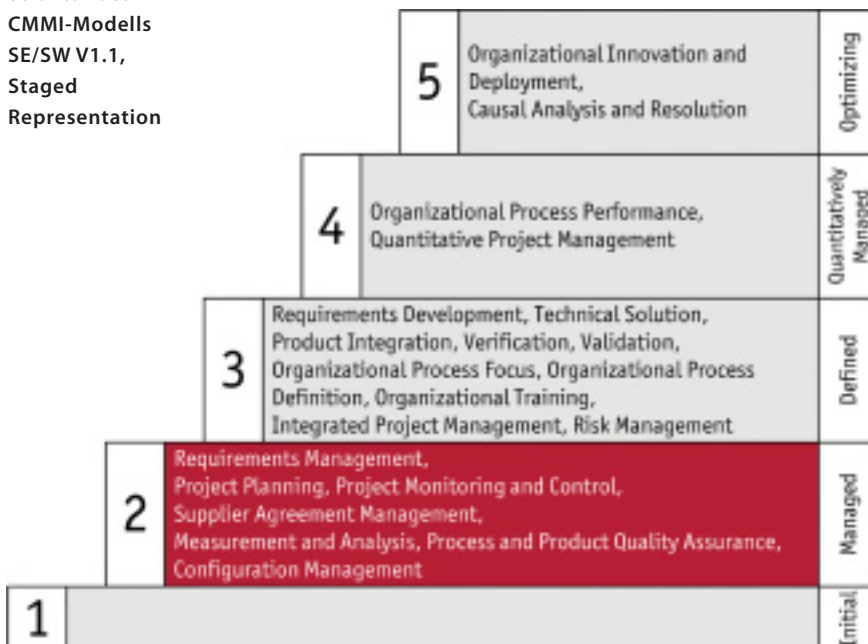 CMMI-Modells
SE/SW V1.1,
Staged
Representation
5
Organizational Innovation and
Deployment,
Causal Analysis and Resolution
Optimizing
4
Organizational Process Performance,
Quantitative Project Management
Quantitatively
Managed
3
Requirements Development, Technical Solution,
Product Integration, Verification, Validation,
Organizational Process Focus, Organizational Process
Definition, Organizational Training,
Integrated Project Management, Risk Management
Defined
2
Requirements Management,
Project Planning, Project Monitoring and Control,
Supplier Agreement Management,
Measurement and Analysis, Process and Product Quality Assurance,
Configuration Management
Managed
1
Initial